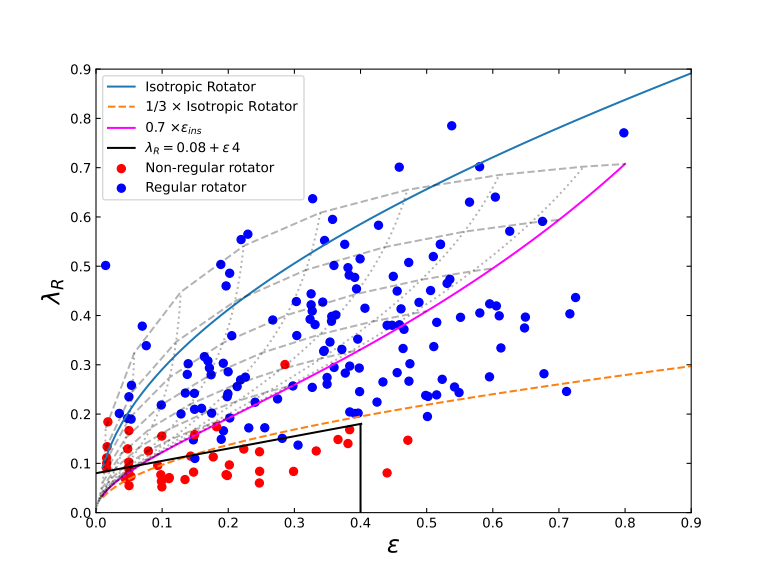 Isotropic Rotator
1/3 × Isotropic Rotator
0.7 ×ε_ins
λ_R = 0.08 + ε 4
Non-regular rotator
Regular rotator
0.9
0.8
0.7
0.6
0.5
0.4
0.3
0.2
0.1
0.0
λ_R
0.0 0.1 0.2 0.3 0.4 0.5 0.6 0.7 0.8 0.9
ε